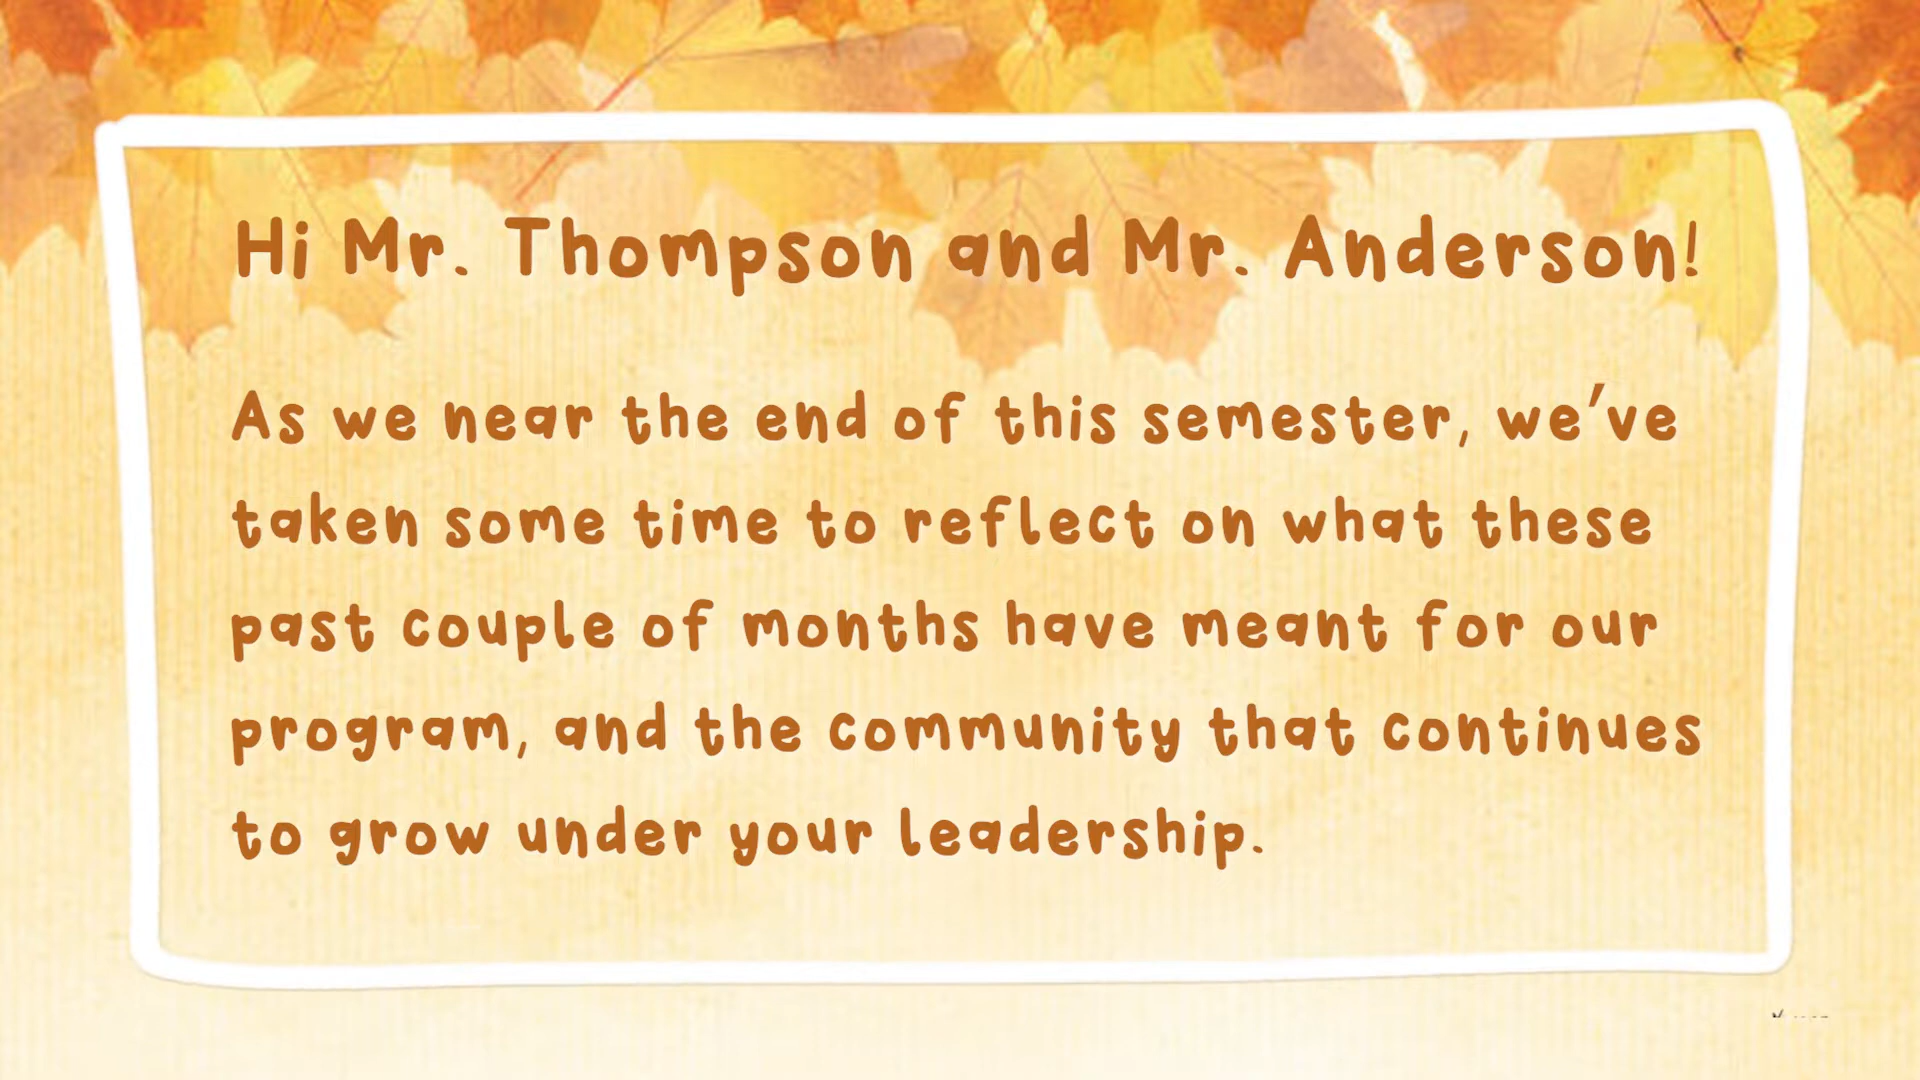 Hi Mr. Thompson and Mr. Anderson!
As we near the end of this semester, we've
taken some time to reflect on what these
past couple of months have meant for our
program, and the community that continues
to grow under your leadership.